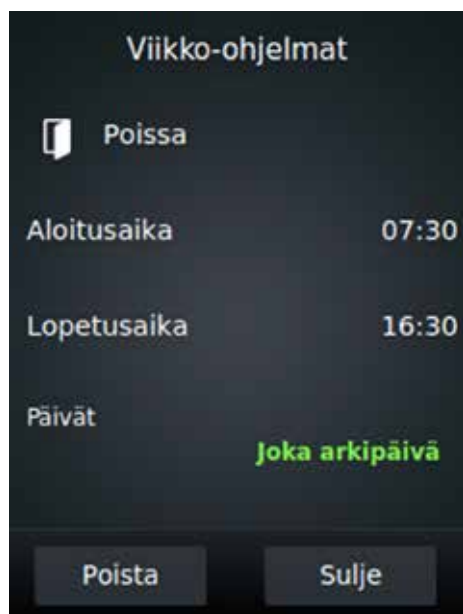 Viikko-ohjelmat
Poissa
Aloitusaika 07:30
Lopetusaika 16:30
Päivät
Joka arkipäivä
Poista Sulje